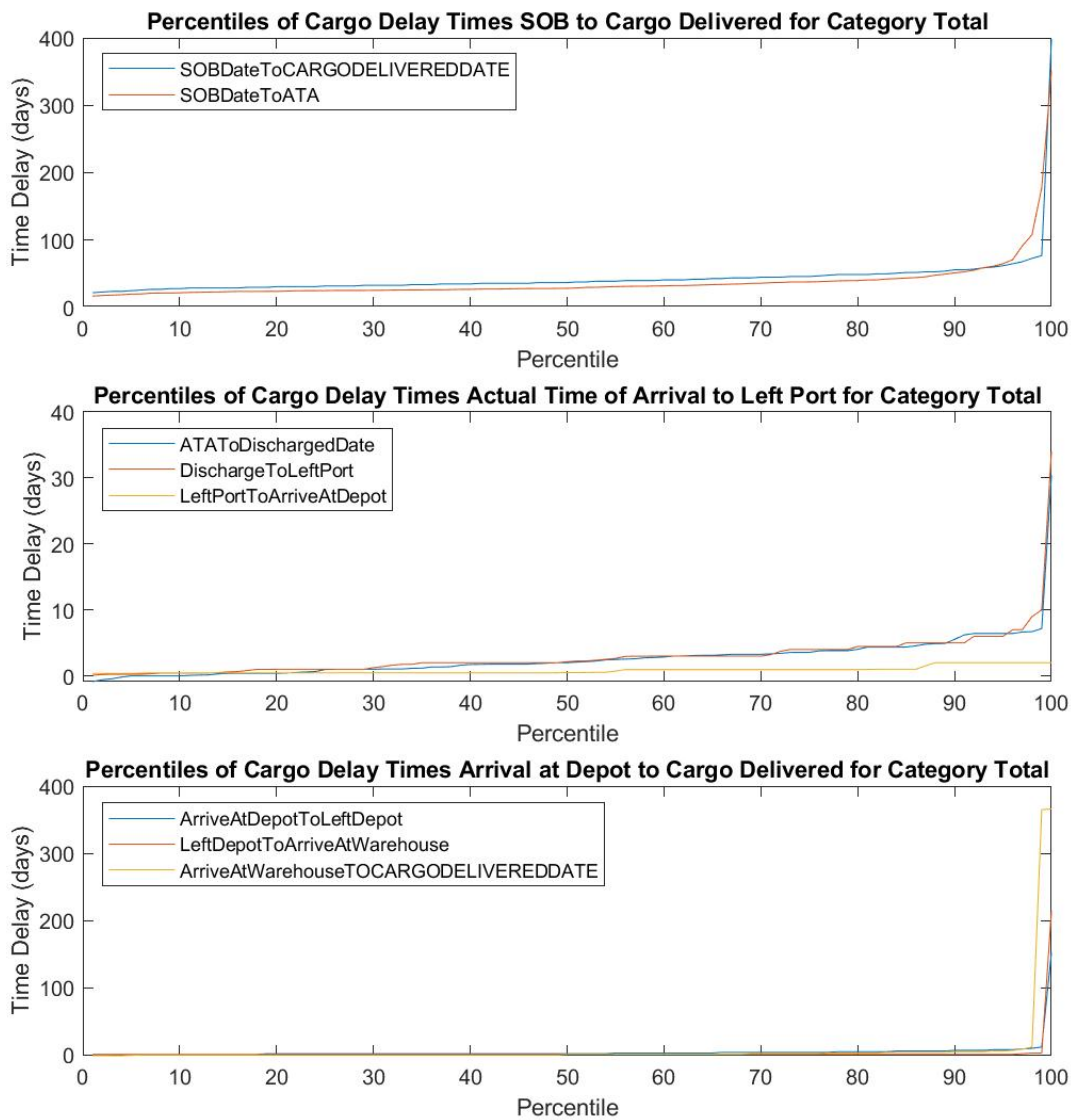 Percentiles of Cargo Delay Times SOB to Cargo Delivered for Category Total
400
300
200
100
0
Time Delay (days)
SOBDateToCARGODELIVEREDDATE
SOBDateToATA
0 10 20 30 40 50 60 70 80 90 100
Percentile
Percentiles of Cargo Delay Times Actual Time of Arrival to Left Port for Category Total
40
30
20
10
0
Time Delay (days)
ATAToDischargedDate
DischargeToLeftPort
LeftPortToArriveAtDepot
0 10 20 30 40 50 60 70 80 90 100
Percentile
Percentiles of Cargo Delay Times Arrival at Depot to Cargo Delivered for Category Total
400
300
200
100
0
Time Delay (days)
ArriveAtDepotToLeftDepot
LeftDepotToArriveAtWarehouse
ArriveAtWarehouseTOCARGODELIVEREDDATE
0 10 20 30 40 50 60 70 80 90 100
Percentile